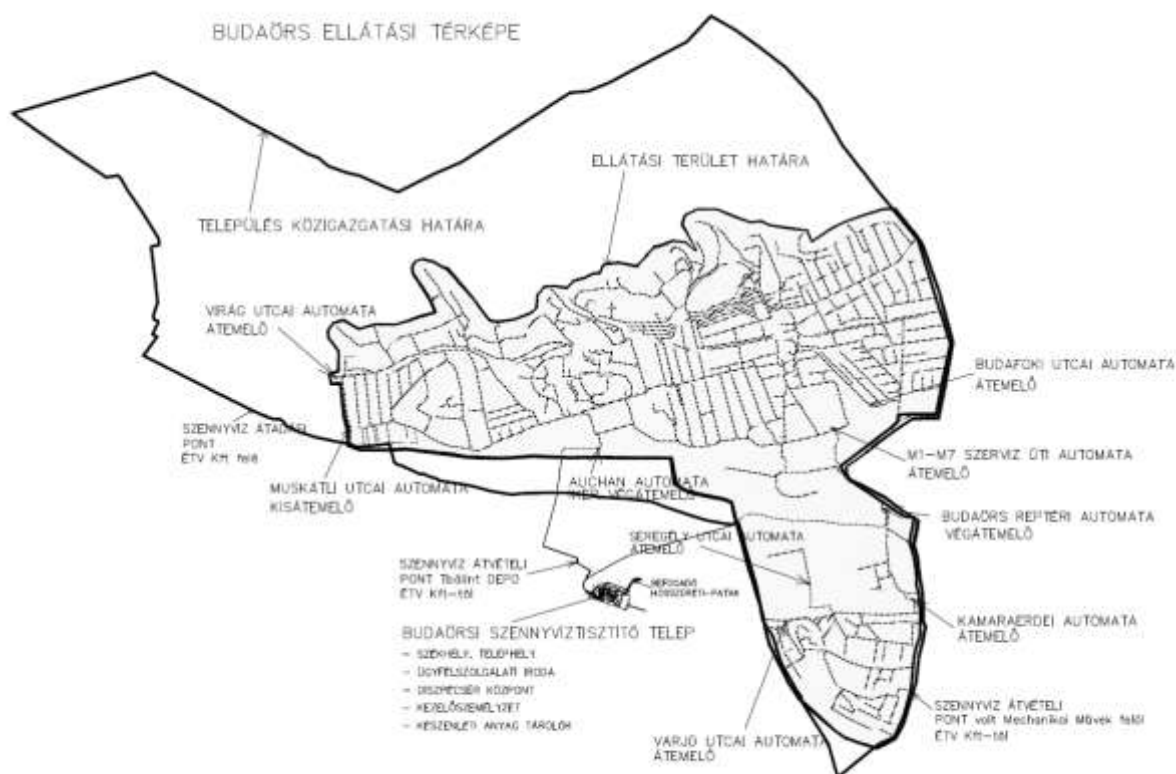 BUDAÖRS ELLÁTÁSI TÉRKÉPE
ELLÁTÁSI TERÜLET HATÁRA
TELEPÜLÉS KÖZIGAZGATÁSI HATÁRA
VIRÁG UTCAI AUTOMATA
ÁTEMELŐ
BUDAFOKI UTCAI AUTOMATA
ÁTEMELŐ
SZENNYVÍZ ÁTADÁSI
PONT
ÉTV Kft felé
M1-M7 SZERVIZ ÚTI AUTOMATA
ÁTEMELŐ
MUSKÁTLI UTCAI AUTOMATA
KISÁTEMELŐ
AUCHAN AUTOMATA
IKER VÉGÁTEMELŐ
BUDAÖRS REPTÉRI AUTOMATA
VÉGÁTEMELŐ
SEREGÉLY UTCAI AUTOMATA
ÁTEMELŐ
SZENNYVÍZ ÁTVÉTELI
PONT Tbálint DEPO
ÉTV Kft-től
BEFOGADÓ
HOSSZÚRÉTI-PATAK
KAMARAERDEI AUTOMATA
ÁTEMELŐ
BUDAÖRSI SZENNYVÍZTISZTÍTÓ TELEP
- SZÉKHELY, TELEPHELY
- ÜGYFÉLSZOLGÁLATI IRODA
- DISZPÉCSER KÖZPONT
- KEZELŐSZEMÉLYZET
- KÉSZENLÉTI ANYAG TÁROLÓK
SZENNYVÍZ ÁTVÉTELI
PONT volt Mechanikai Művek felől
ÉTV Kft-től
VARJÚ UTCAI AUTOMATA
ÁTEMELŐ